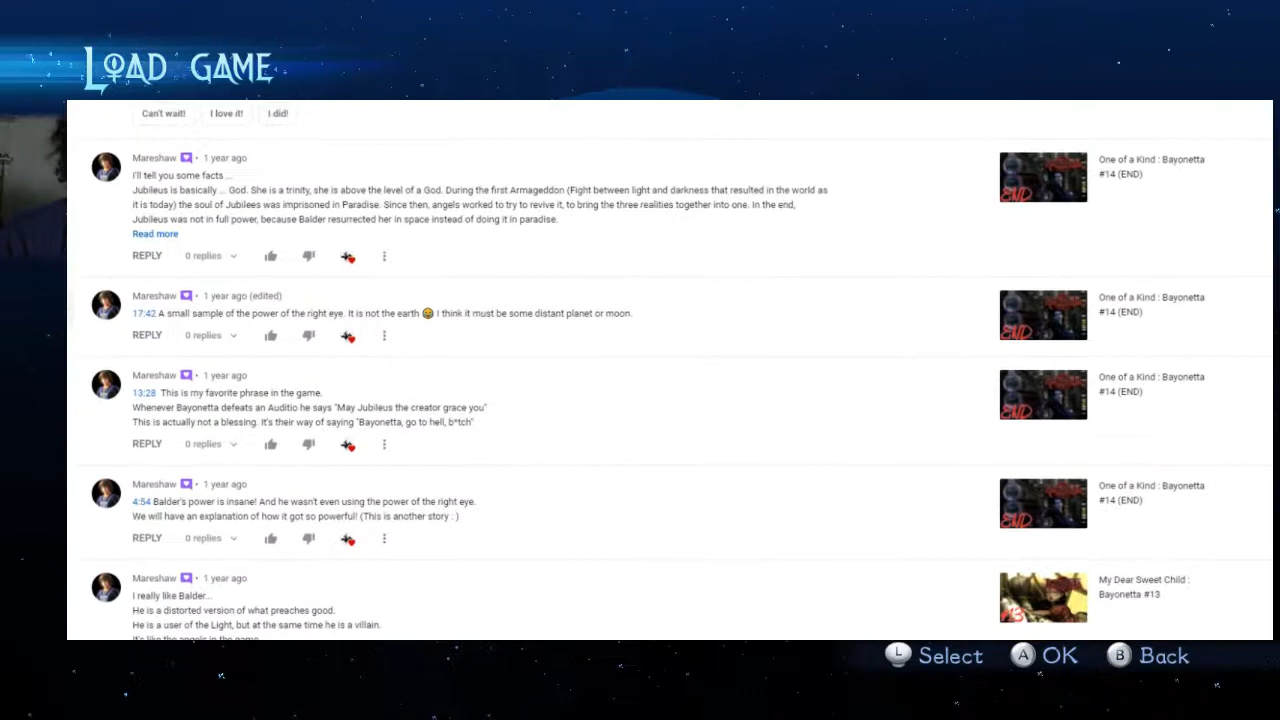 LOAD GAME
Can't wait!
I love it!
I did!
Mareshaw • 1 year ago
I'll tell you some facts ...
Jubileus is basically ... God. She is a trinity, she is above the level of a God. During the first Armageddon (Fight between light and darkness that resulted in the world as
it is today) the soul of Jubilees was imprisoned in Paradise. Since then, angels worked to try to revive it, to bring the three realities together into one. In the end,
Jubileus was not in full power, because Balder resurrected her in space instead of doing it in paradise.
Read more
REPLY 0 replies
One of a Kind : Bayonetta
#14 (END)
END
Mareshaw • 1 year ago (edited)
17:42 A small sample of the power of the right eye. It is not the earth 😅 I think it must be some distant planet or moon.
REPLY 0 replies
One of a Kind : Bayonetta
#14 (END)
END
Mareshaw • 1 year ago
13:28 This is my favorite phrase in the game.
Whenever Bayonetta defeats an Auditio he says "May Jubileus the creator grace you"
This is actually not a blessing. It's their way of saying "Bayonetta, go to hell, b*tch"
REPLY 0 replies
One of a Kind : Bayonetta
#14 (END)
END
Mareshaw • 1 year ago
4:54 Balder's power is insane! And he wasn't even using the power of the right eye.
We will have an explanation of how it got so powerful! (This is another story : )
REPLY 0 replies
One of a Kind : Bayonetta
#14 (END)
END
Mareshaw • 1 year ago
I really like Balder...
He is a distorted version of what preaches good.
He is a user of the Light, but at the same time he is a villain.
It's like the angels in the game
My Dear Sweet Child :
Bayonetta #13
#13
L Select A OK B Back